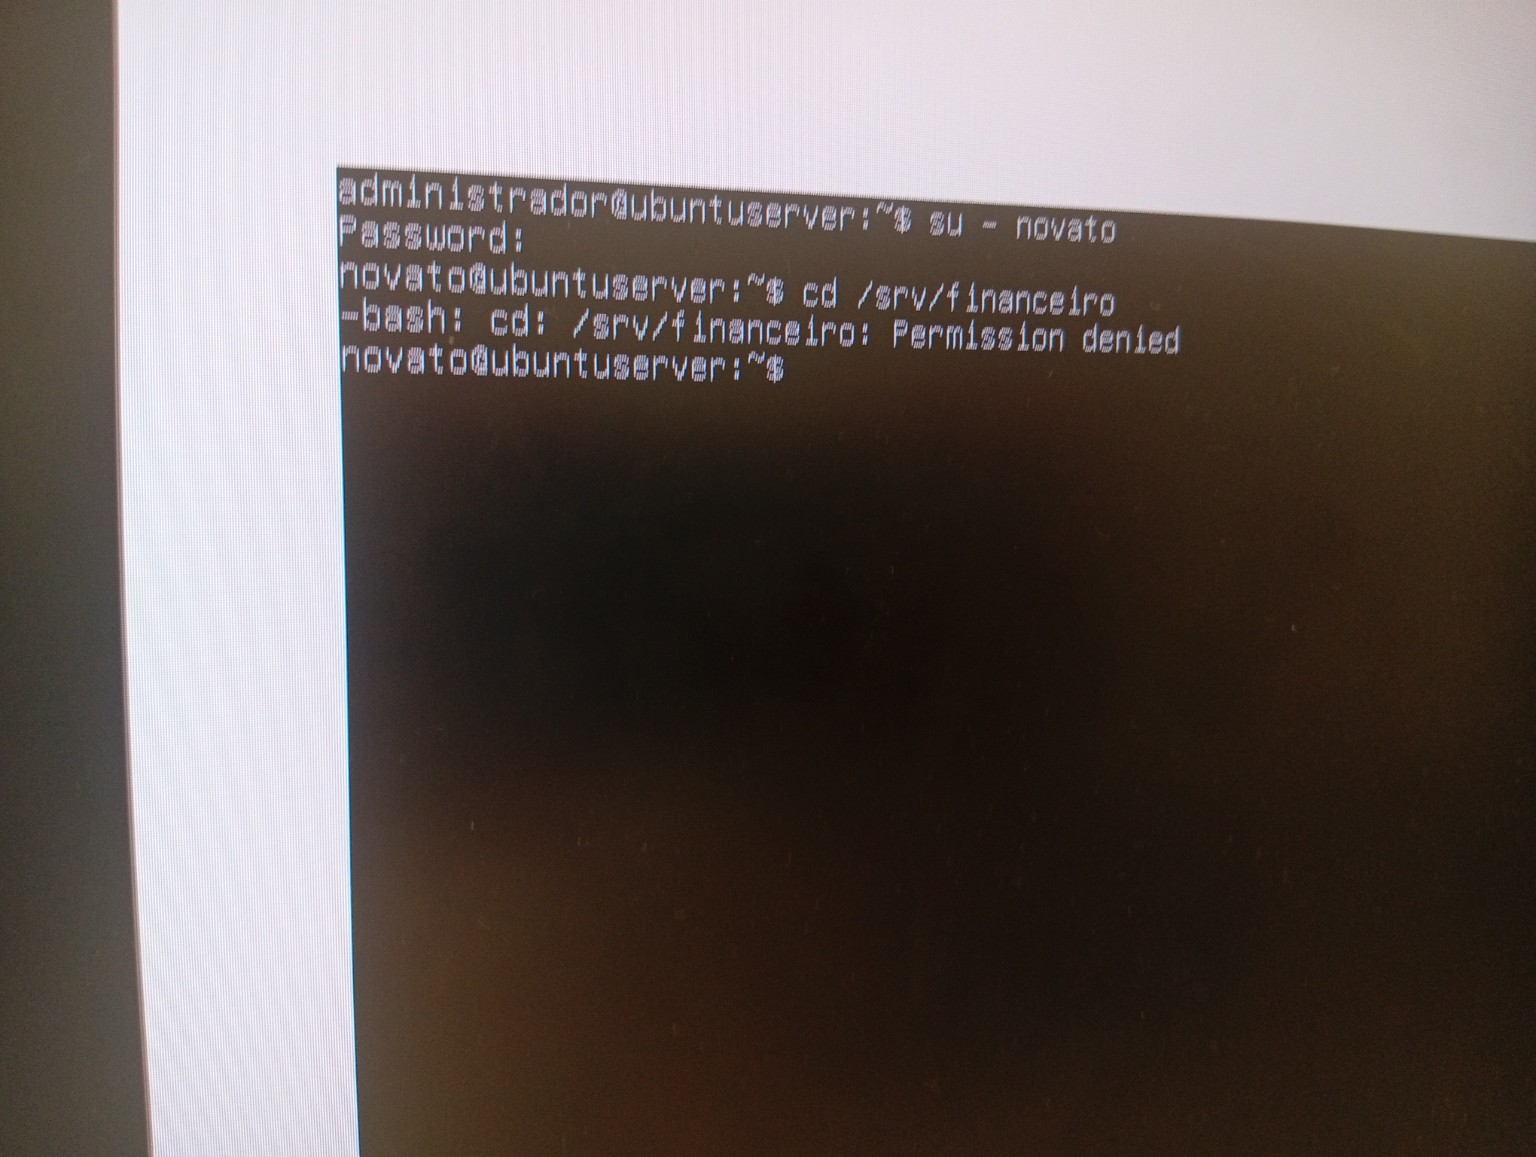 administrador@ubuntuserver:~$ su - novato
Password:
novato@ubuntuserver:~$ cd /srv/financeiro
-bash: cd: /srv/financeiro: Permission denied
novato@ubuntuserver:~$